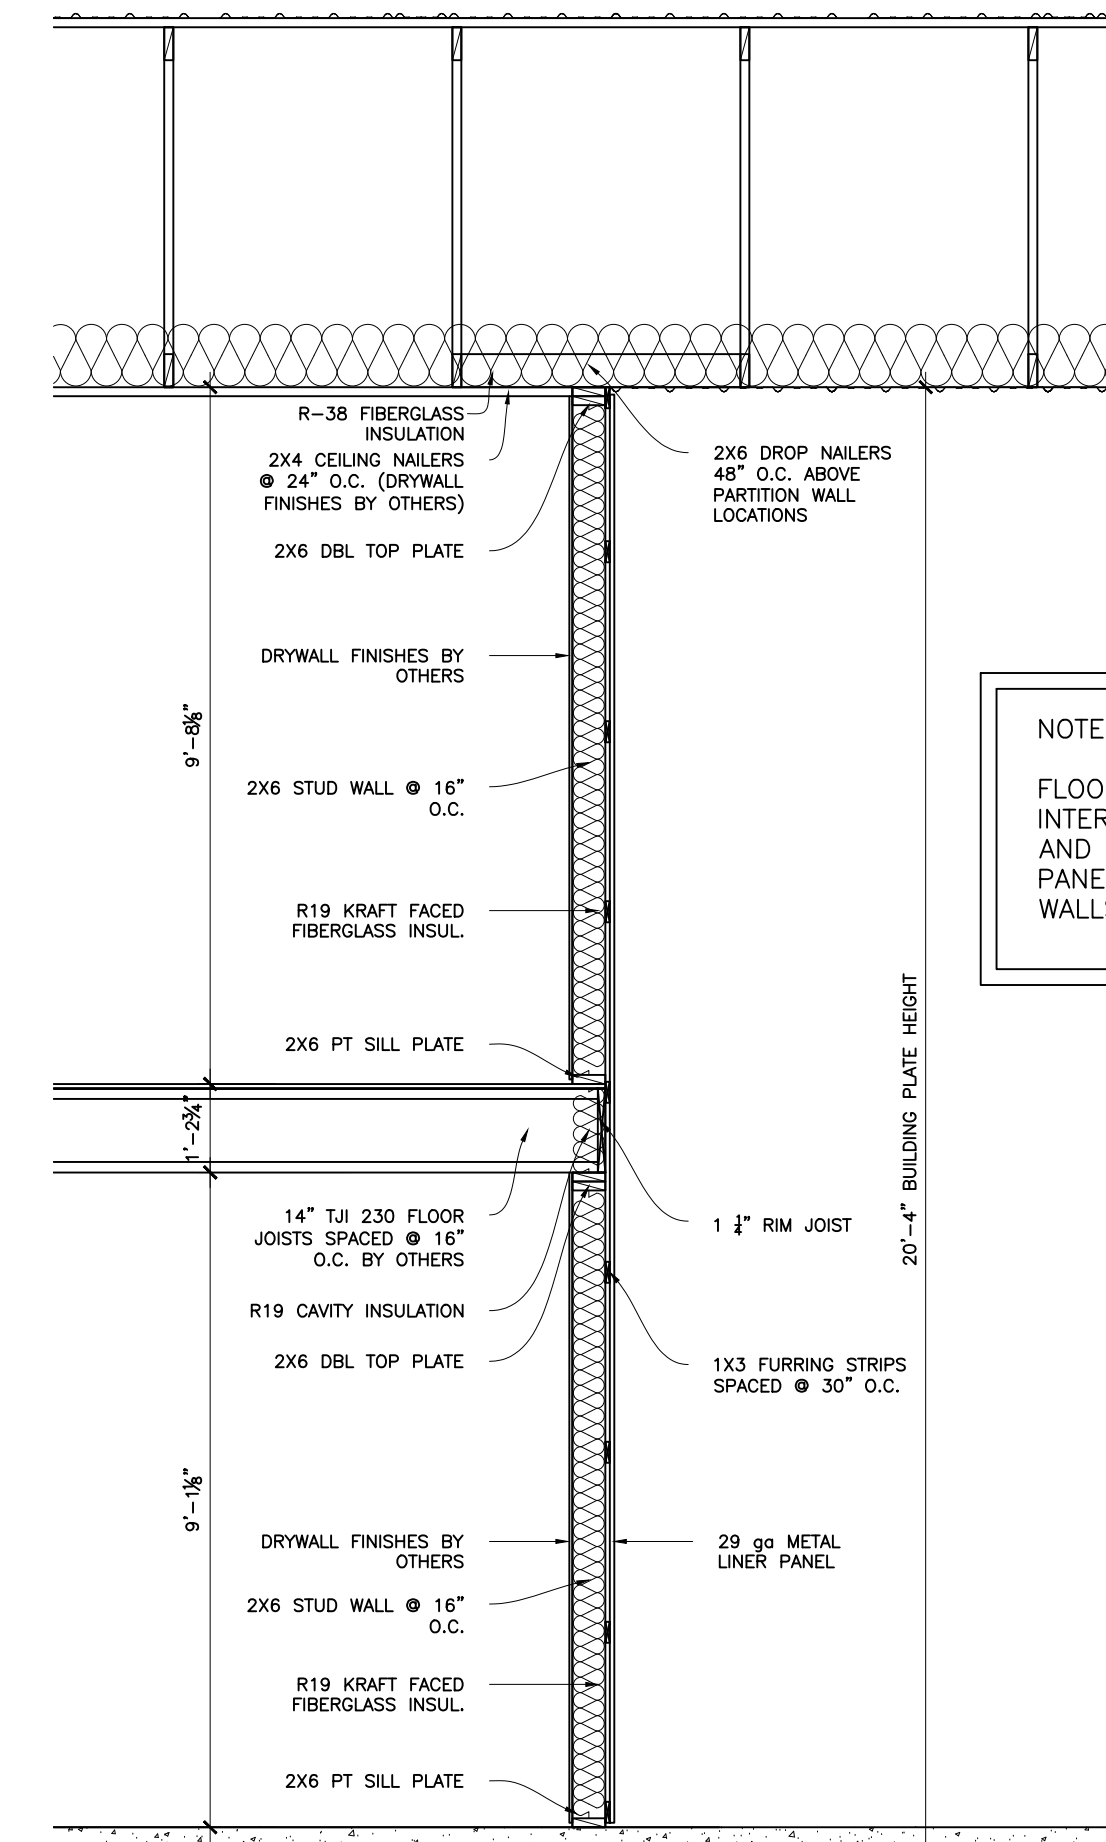 R-38 FIBERGLASS
INSULATION
2X4 CEILING NAILERS
@ 24" O.C. (DRYWALL
FINISHES BY OTHERS)
2X6 DBL TOP PLATE
DRYWALL FINISHES BY
OTHERS
9'-8⅛"
2X6 STUD WALL @ 16"
O.C.
R19 KRAFT FACED
FIBERGLASS INSUL.
2X6 PT SILL PLATE
1'-2¾"
14" TJI 230 FLOOR
JOISTS SPACED @ 16"
O.C. BY OTHERS
R19 CAVITY INSULATION
2X6 DBL TOP PLATE
9'-1⅛"
DRYWALL FINISHES BY
OTHERS
2X6 STUD WALL @ 16"
O.C.
R19 KRAFT FACED
FIBERGLASS INSUL.
2X6 PT SILL PLATE
2X6 DROP NAILERS
48" O.C. ABOVE
PARTITION WALL
LOCATIONS
1 ¼" RIM JOIST
1X3 FURRING STRIPS
SPACED @ 30" O.C.
29 ga METAL
LINER PANEL
20'-4" BUILDING PLATE HEIGHT
NOTE
FLOO
INTER
AND
PANE
WALLS